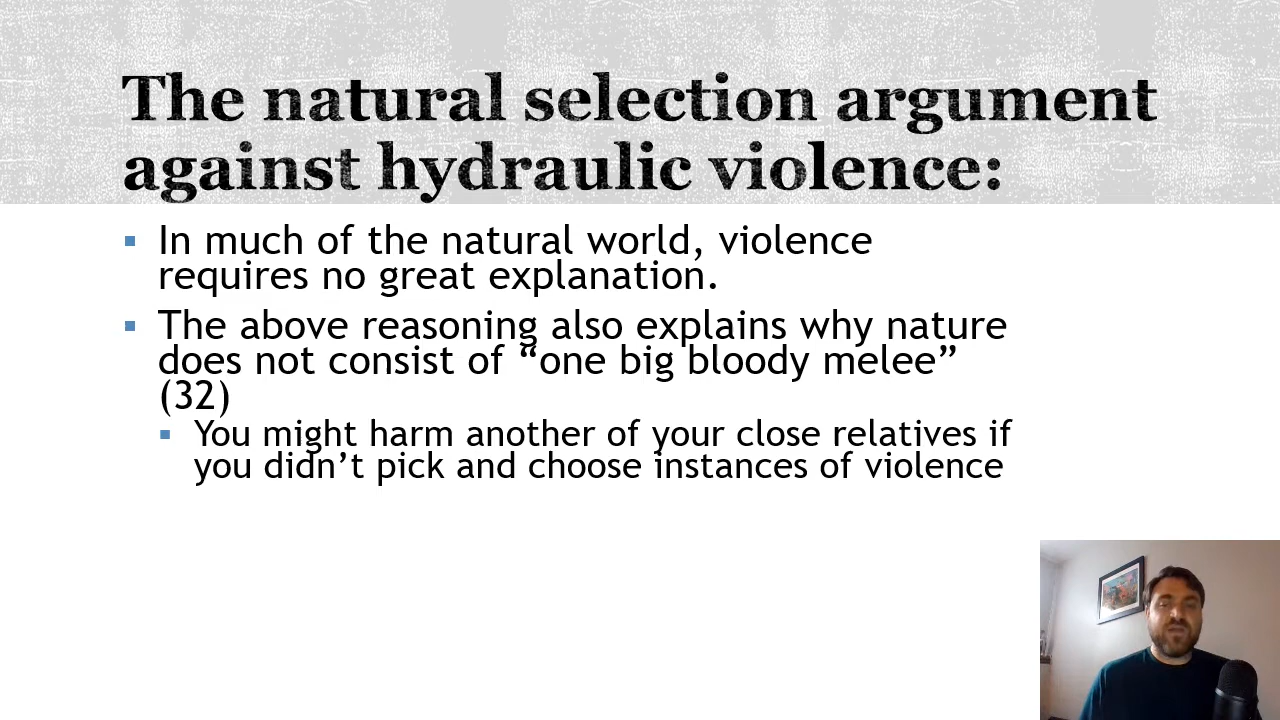 The natural selection argument
against hydraulic violence:
▪ In much of the natural world, violence
requires no great explanation.
▪ The above reasoning also explains why nature
does not consist of “one big bloody melee”
(32)
▪ You might harm another of your close relatives if
you didn’t pick and choose instances of violence